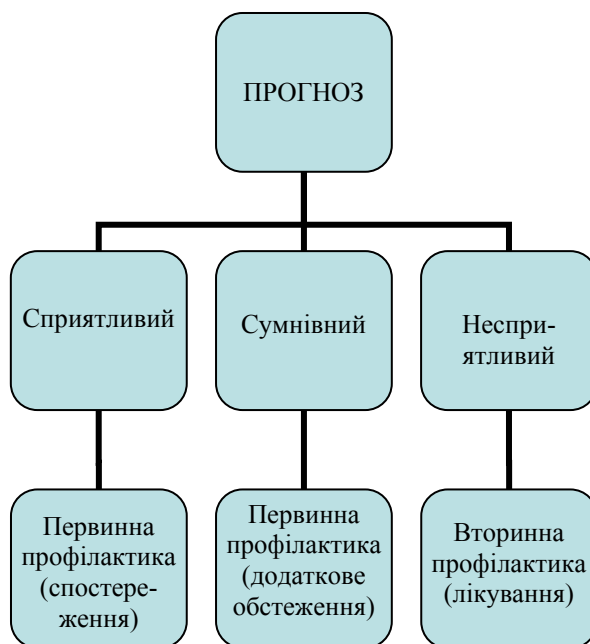 ПРОГНОЗ
Сприятливий
Сумнівний
Неспри-
ятливий
Первинна
профілактика
(спостере-
ження)
Первинна
профілактика
(додаткове
обстеження)
Вторинна
профілактика
(лікування)